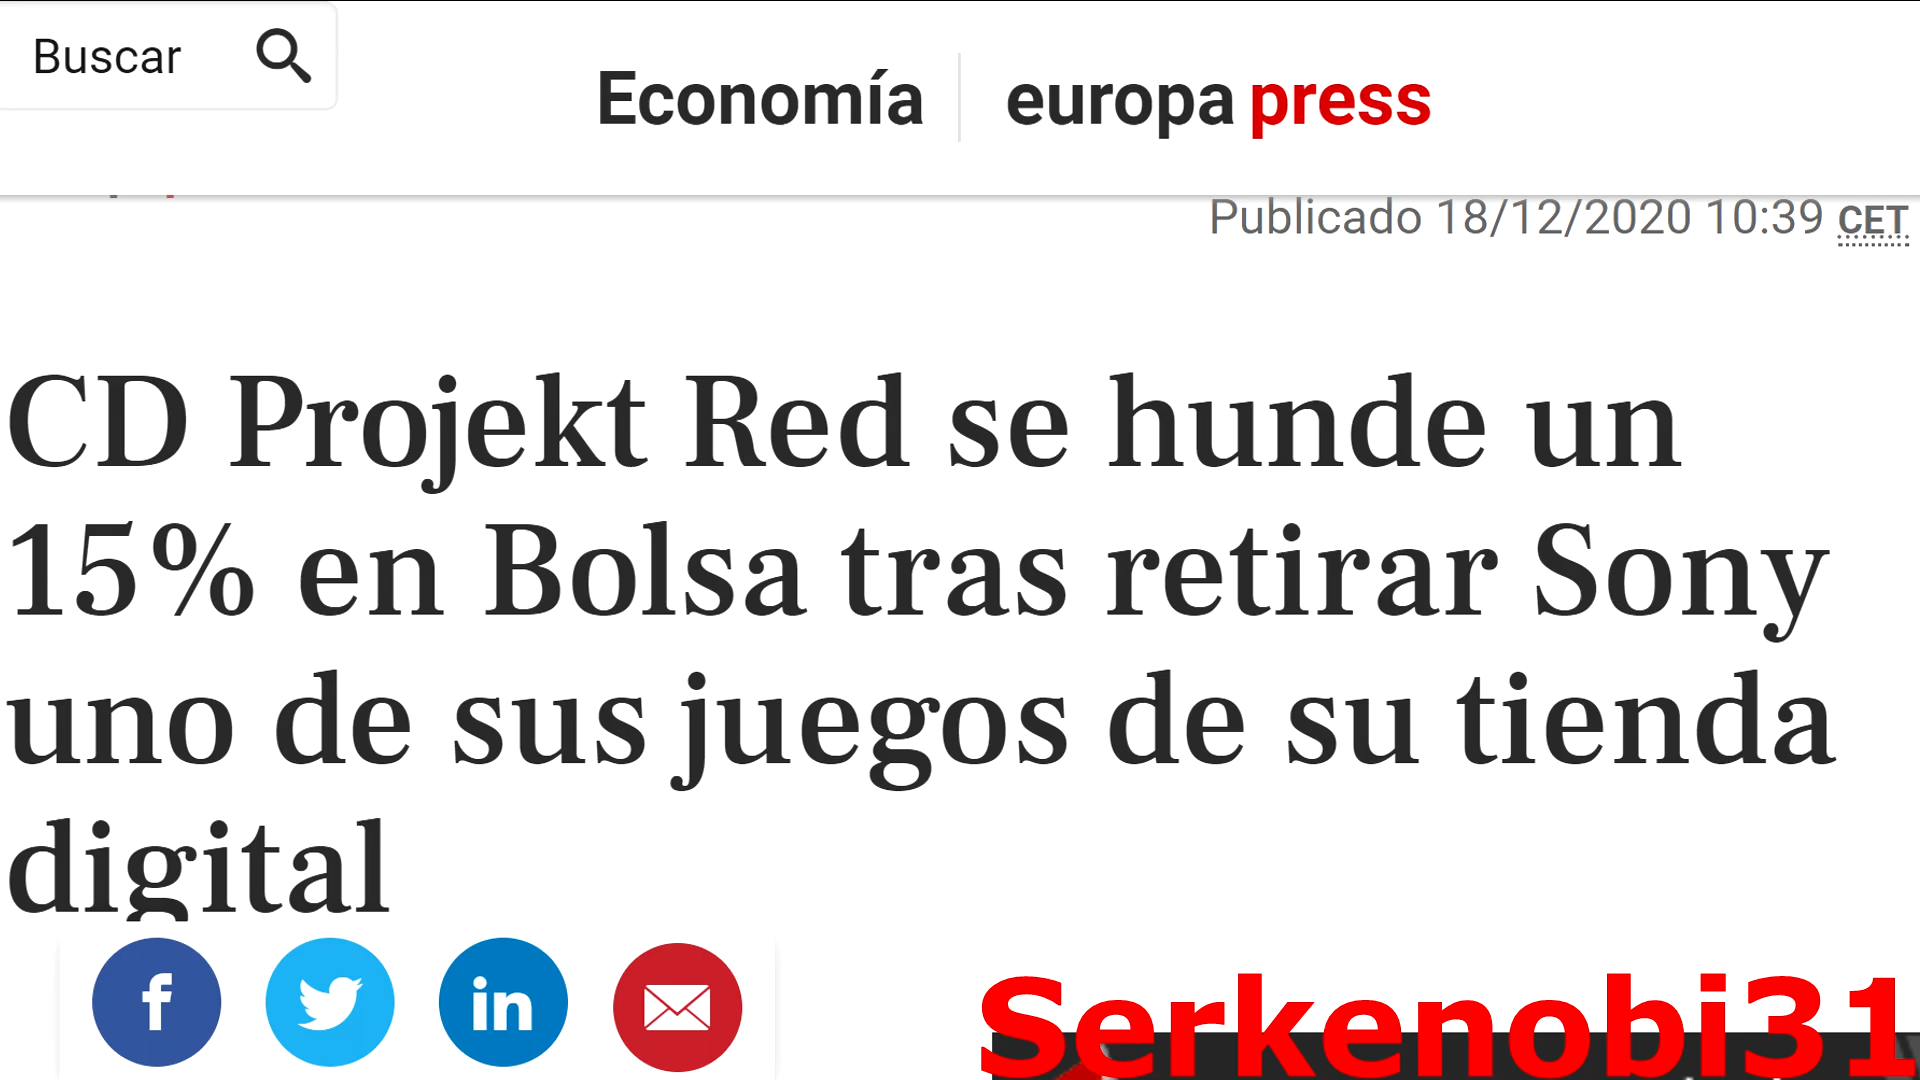 Buscar
Economía
europa press
Publicado 18/12/2020 10:39 CET
CD Projekt Red se hunde un
15% en Bolsa tras retirar Sony
uno de sus juegos de su tienda
digital
f
in
Serkenobi31